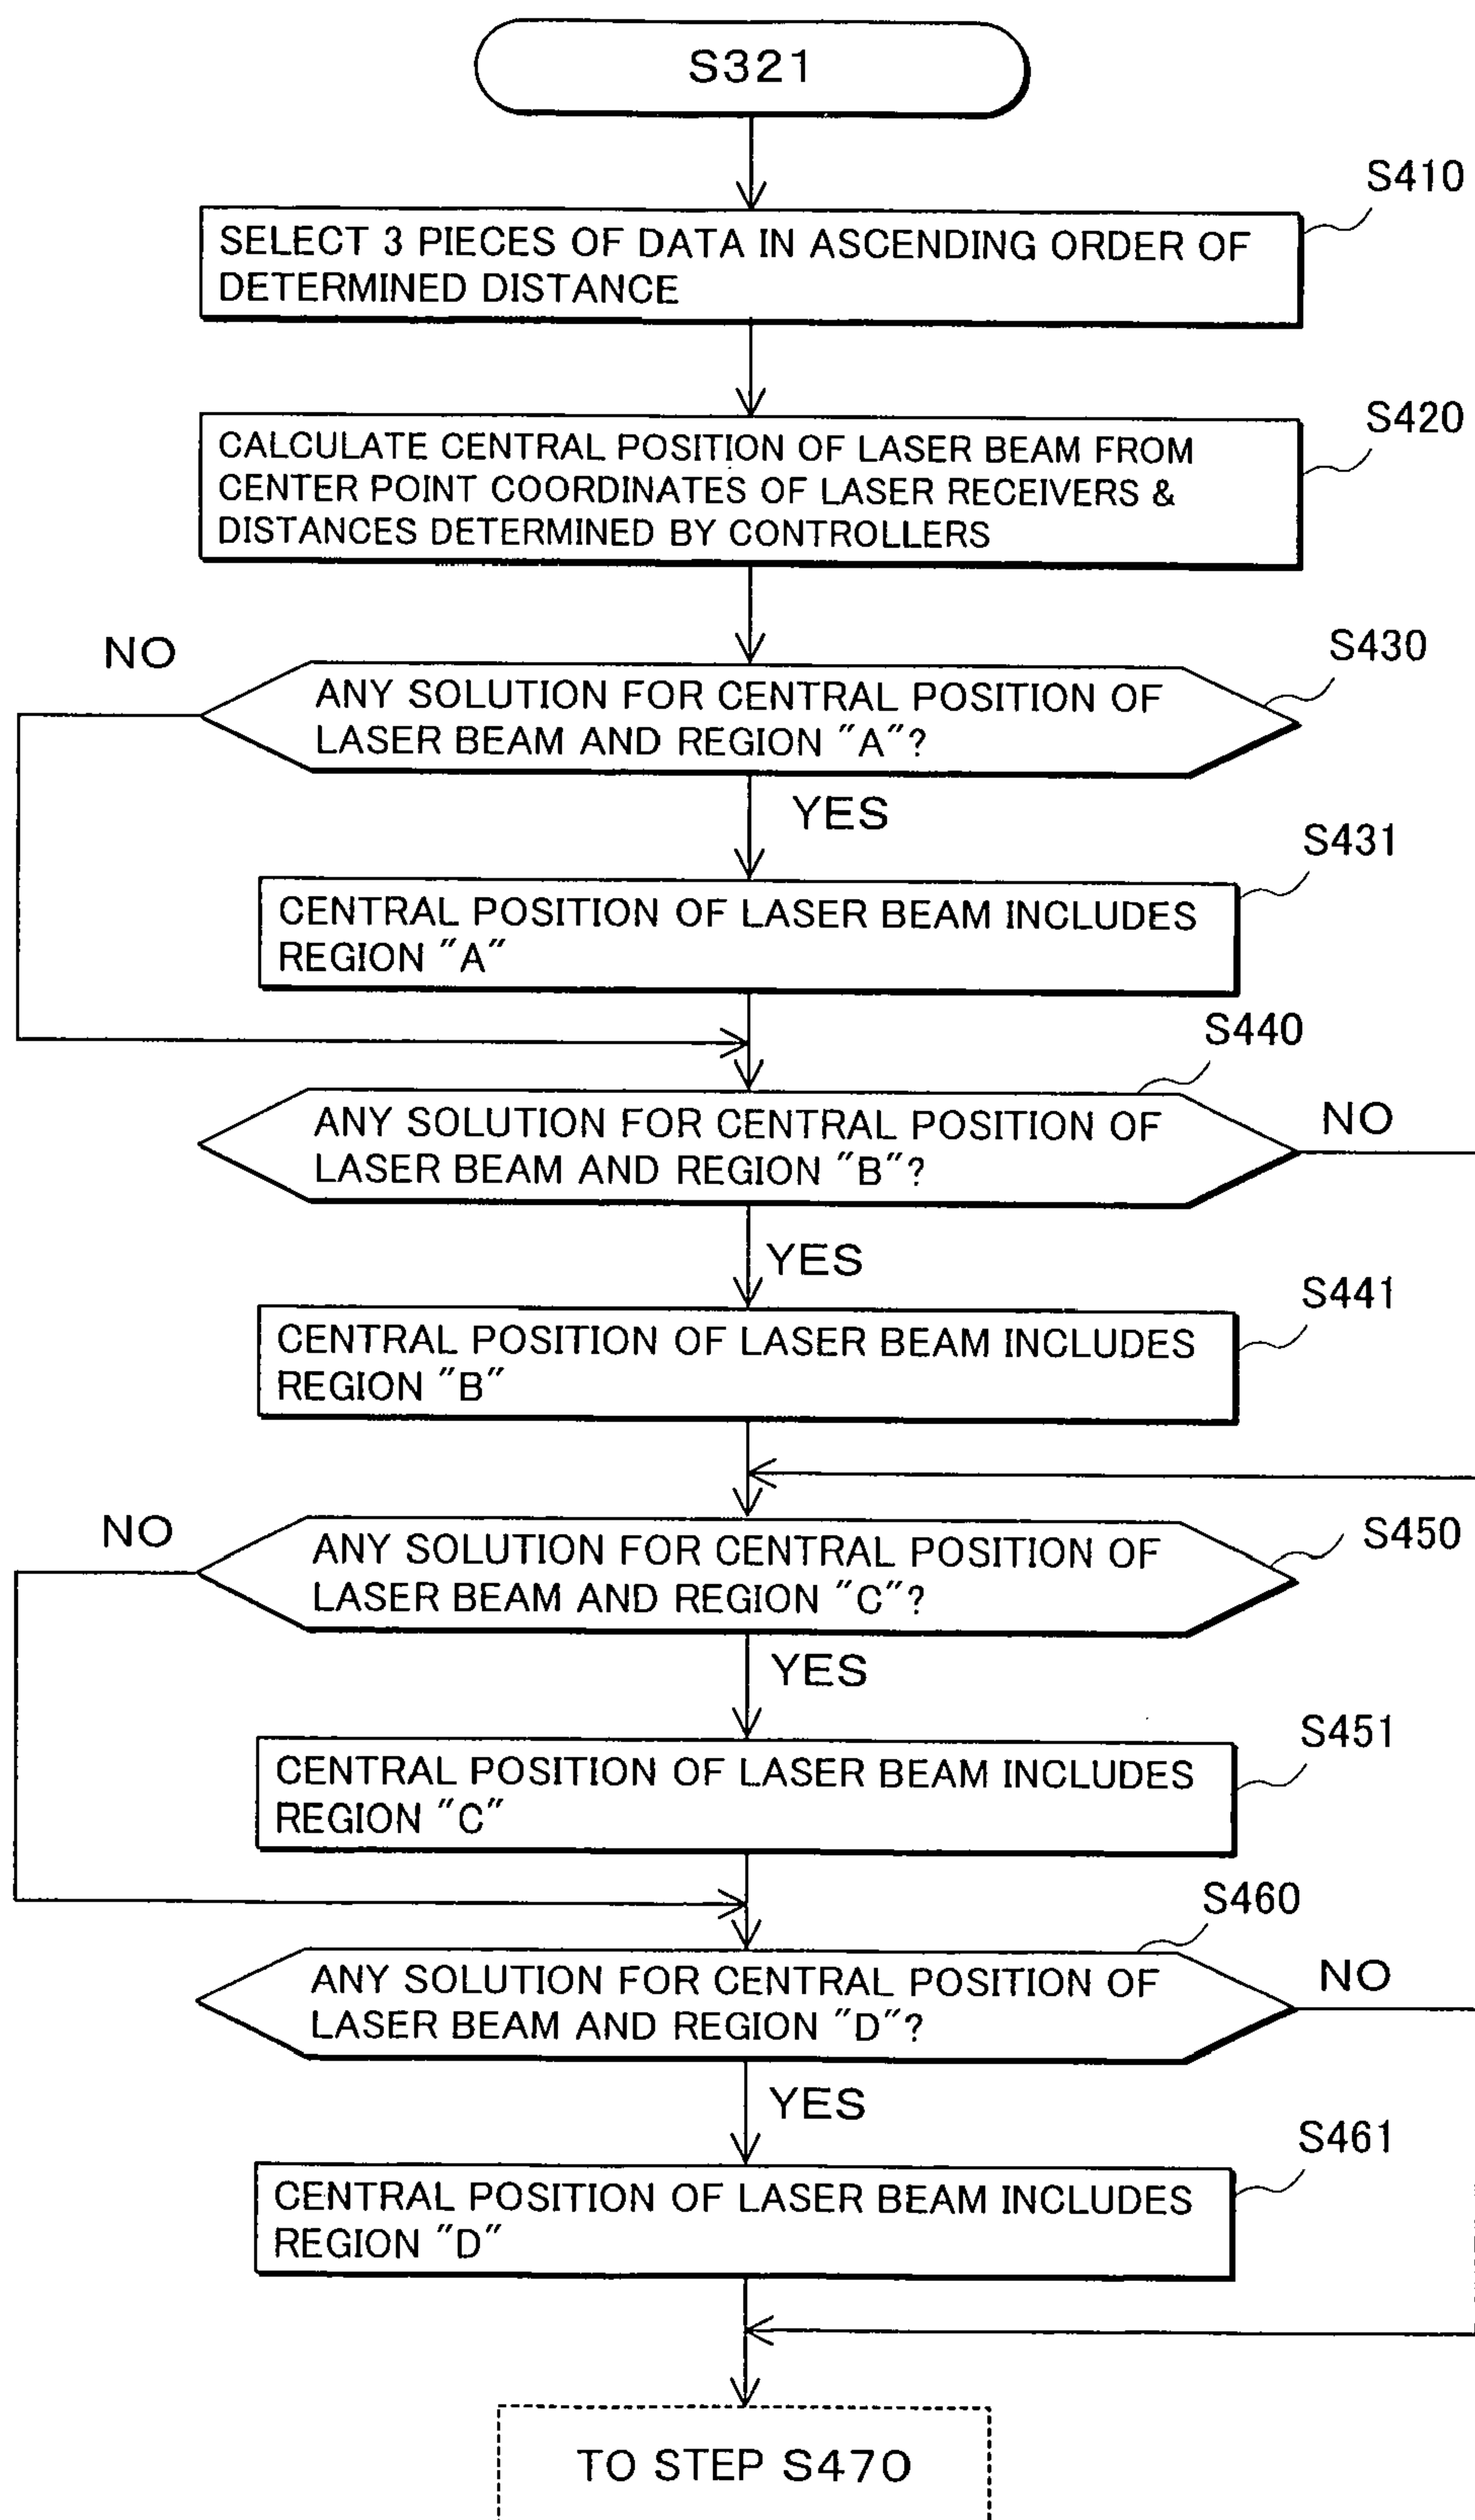 S321
S410
SELECT 3 PIECES OF DATA IN ASCENDING ORDER OF
DETERMINED DISTANCE
S420
CALCULATE CENTRAL POSITION OF LASER BEAM FROM
CENTER POINT COORDINATES OF LASER RECEIVERS &
DISTANCES DETERMINED BY CONTROLLERS
NO
S430
ANY SOLUTION FOR CENTRAL POSITION OF
LASER BEAM AND REGION "A"?
YES
S431
CENTRAL POSITION OF LASER BEAM INCLUDES
REGION "A"
S440
ANY SOLUTION FOR CENTRAL POSITION OF
LASER BEAM AND REGION "B"?
NO
YES
S441
CENTRAL POSITION OF LASER BEAM INCLUDES
REGION "B"
NO
S450
ANY SOLUTION FOR CENTRAL POSITION OF
LASER BEAM AND REGION "C"?
YES
S451
CENTRAL POSITION OF LASER BEAM INCLUDES
REGION "C"
S460
ANY SOLUTION FOR CENTRAL POSITION OF
LASER BEAM AND REGION "D"?
NO
YES
S461
CENTRAL POSITION OF LASER BEAM INCLUDES
REGION "D"
TO STEP S470